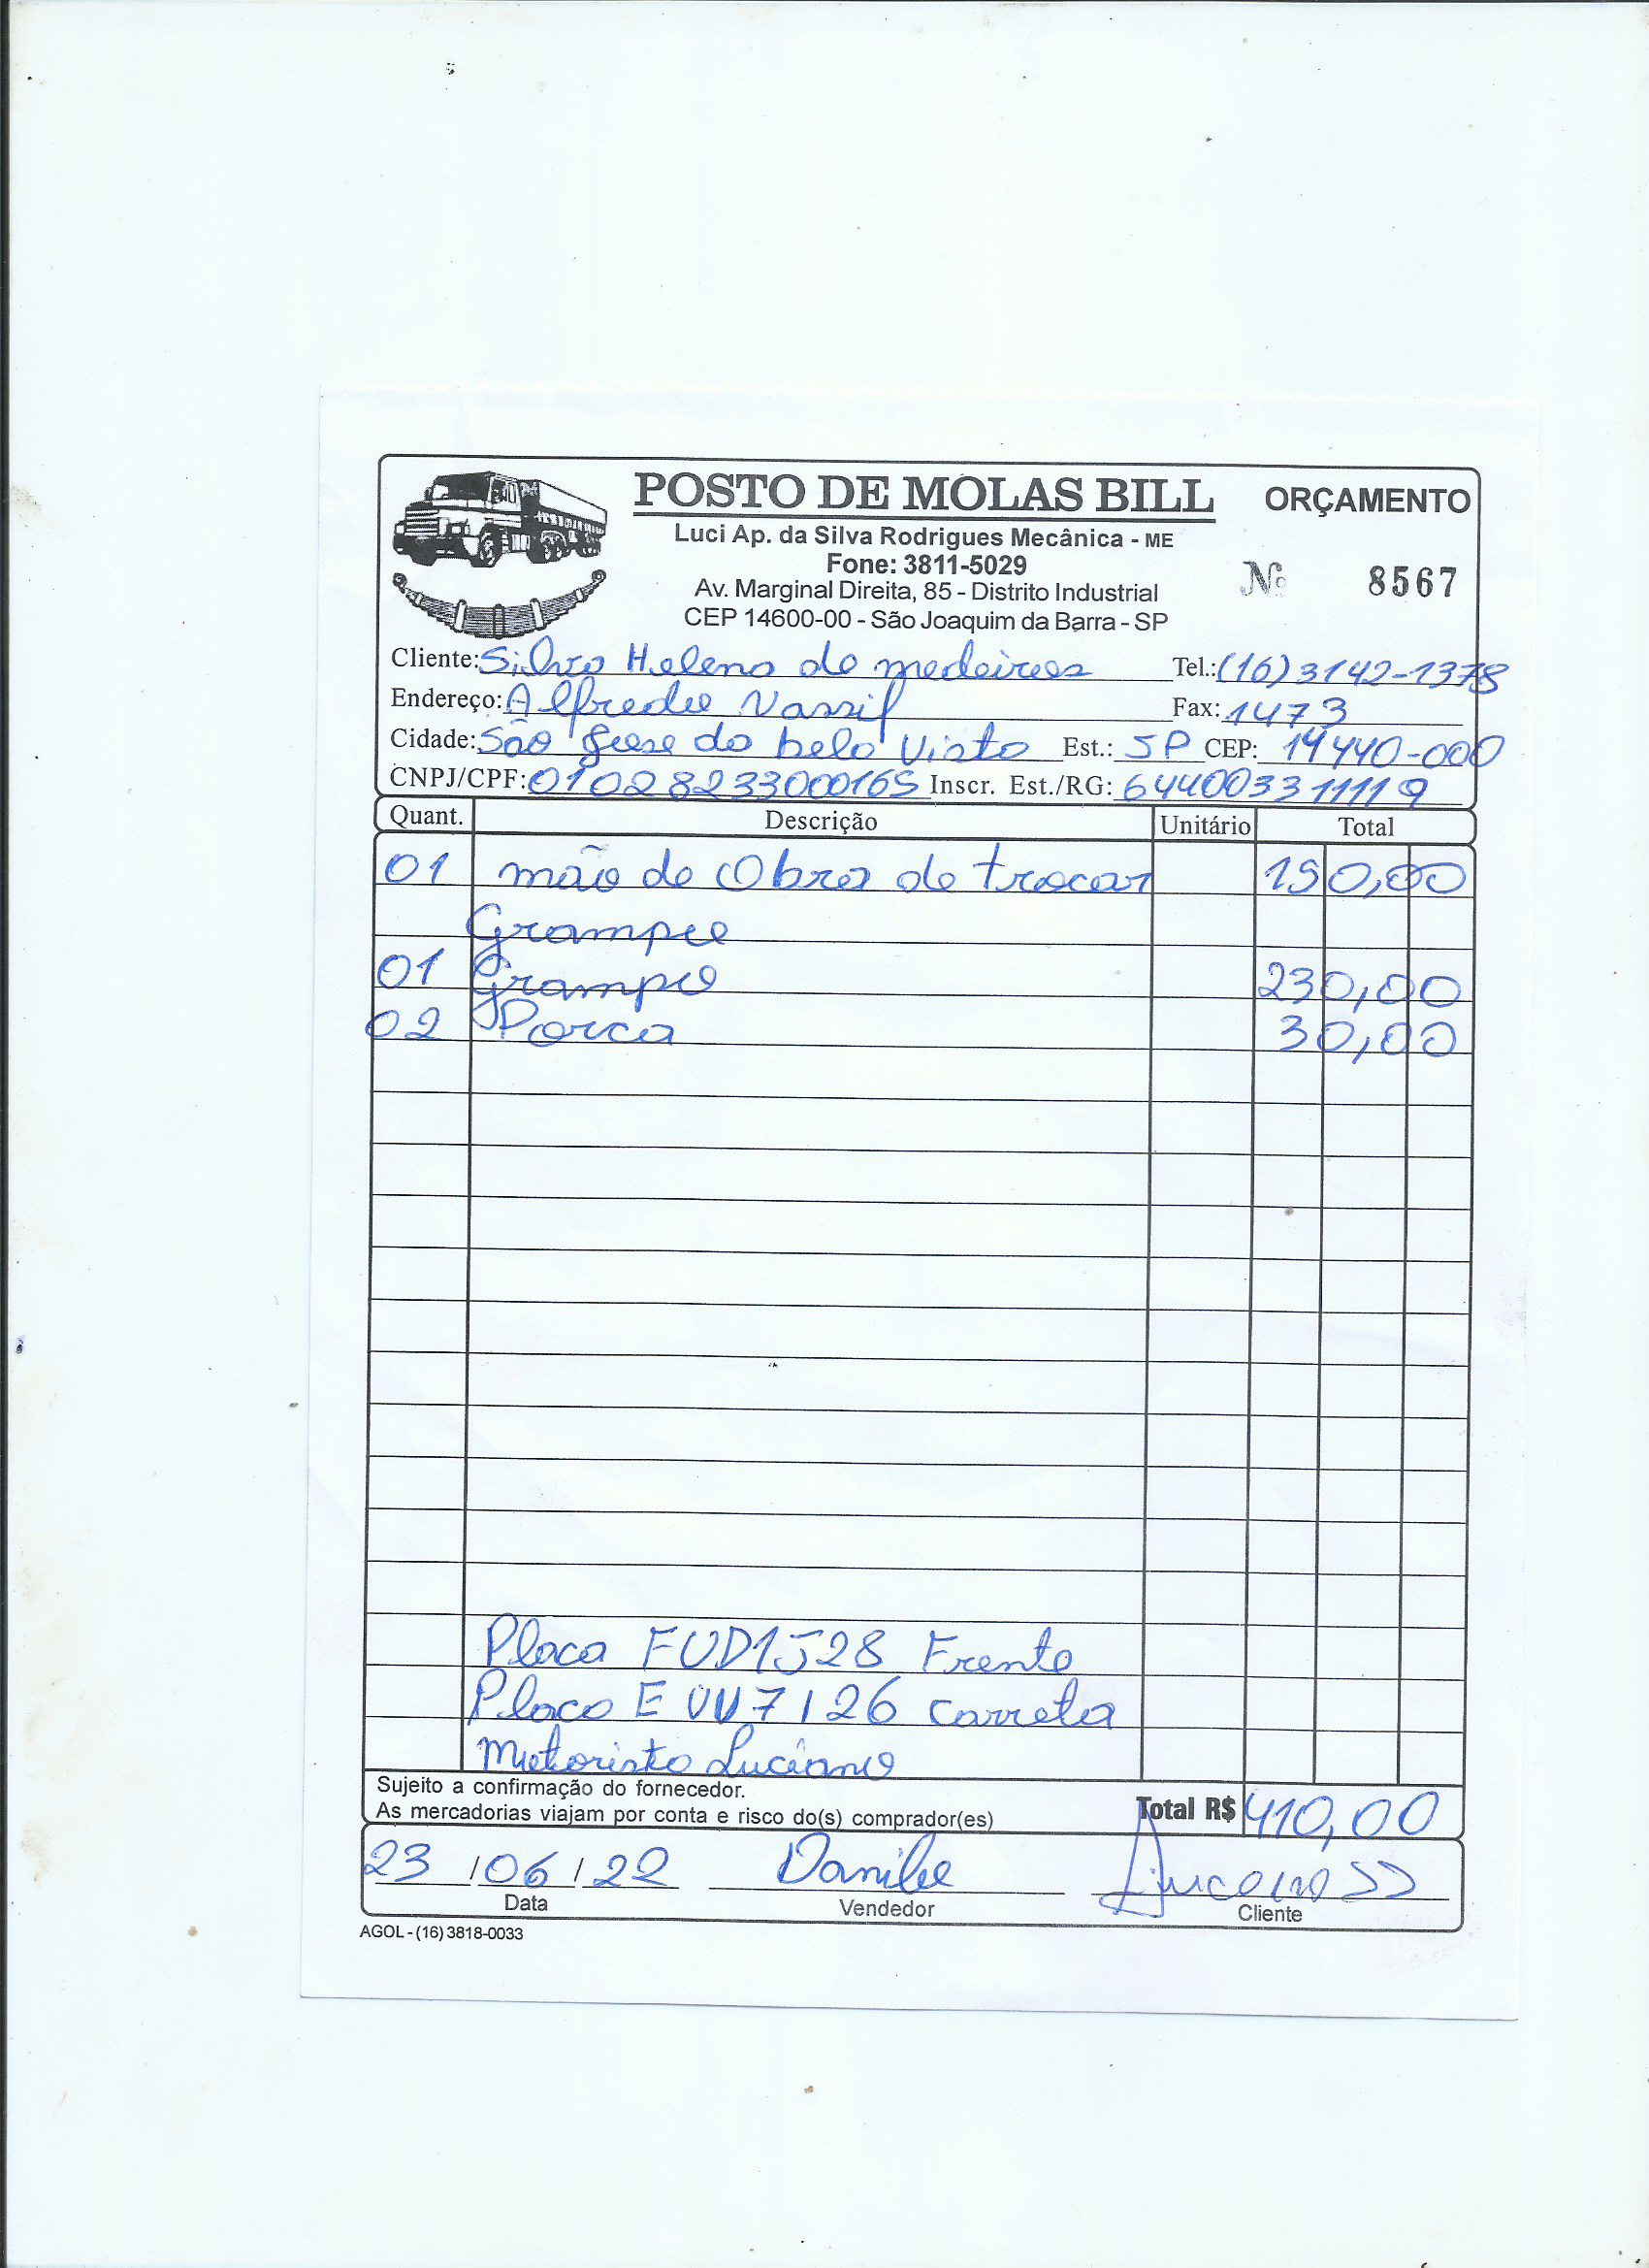 POSTO DE MOLAS BILL ORÇAMENTO
Luci Ap. da Silva Rodrigues Mecânica - ME
Fone: 3811-5029
Av. Marginal Direita, 85 - Distrito Industrial
Nº 8567
CEP 14600-00 - São Joaquim da Barra - SP
Cliente: Silvio Heleno de medeiros Tel.: (16) 3142-1378
Endereço: Alfredo Vassif Fax: 1473
Cidade: São Jose da bela Vista Est.: SP CEP: 14440-000
CNPJ/CPF: 01028233000165 Inscr. Est./RG: 644003311119
Quant. Descrição Unitário Total
01 mão de Obra de trocar 150,00
Grampo
01 Grampo 230,00
02 Porca 30,00
Placa FUD1J28 Frente
Placa EVU7126 carreta
Motorista Luciano
Sujeito a confirmação do fornecedor.
As mercadorias viajam por conta e risco do(s) comprador(es) Total R$ 410,00
23/06/22 Danilo
Data Vendedor Cliente
AGOL - (16) 3818-0033